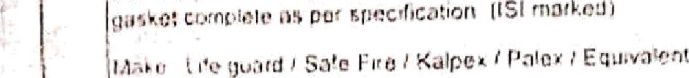 gasket complete as per specification (ISI marked)
Make Life guard / Safe Fire / Kalpex / Palex / Equivalent